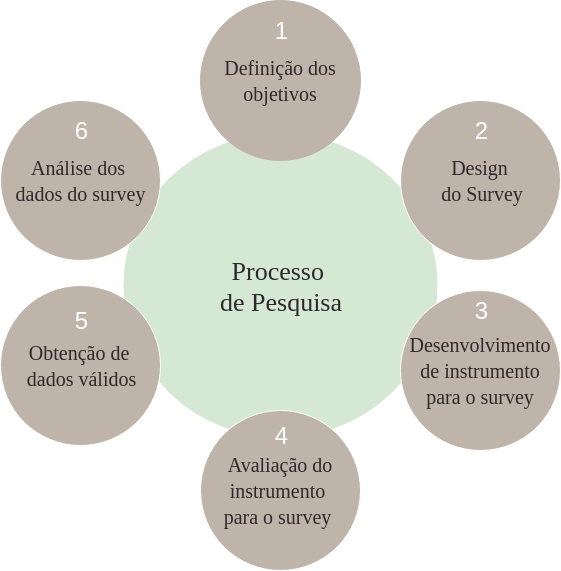 1
Definição dos
objetivos
2
Design
do Survey
3
Desenvolvimento
de instrumento
para o survey
4
Avaliação do
instrumento
para o survey
5
Obtenção de
dados válidos
6
Análise dos
dados do survey
Processo
de Pesquisa